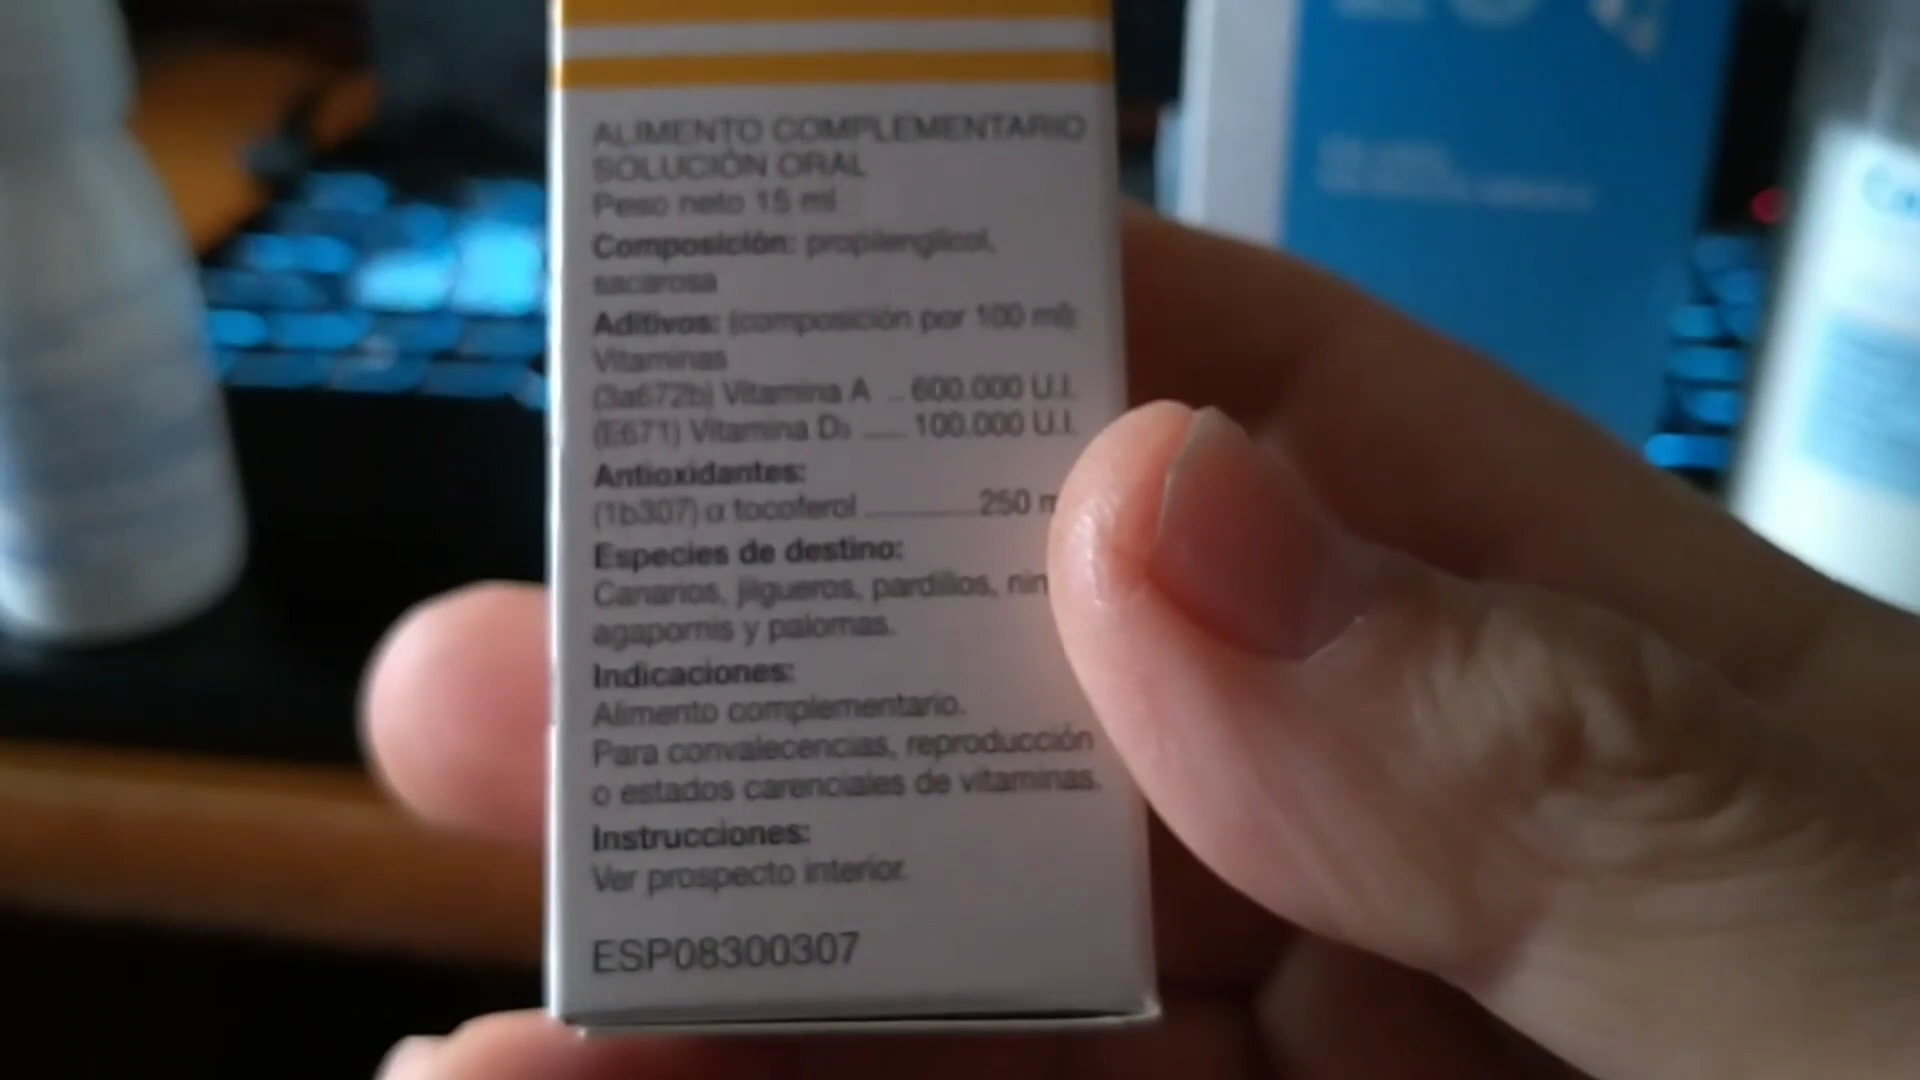 ALIMENTO COMPLEMENTARIO
SOLUCIÓN ORAL
Peso neto 15 ml
Composición: propilenglicol,
sacarosa
Aditivos: (composición por 100 ml):
Vitaminas
(3a672b) Vitamina A .. 600.000 U.I.
(E671) Vitamina D₃ ..... 100.000 U.I.
Antioxidantes:
(1b307) α tocoferol ............... 250
Especies de destino:
Canarios, jilgueros, pardillos,
agapornis y palomas.
Indicaciones:
Alimento complementario.
Para convalecencias, reproducción
o estados carenciales de vitaminas.
Instrucciones:
Ver prospecto interior.
ESP08300307